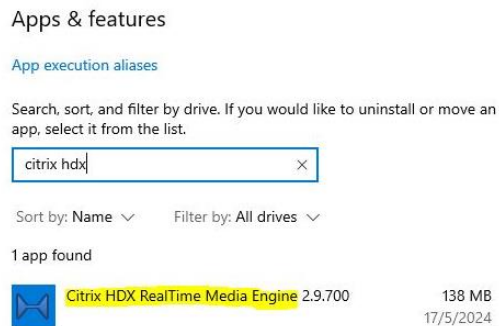 Apps & features
App execution aliases
Search, sort, and filter by drive. If you would like to uninstall or move an
app, select it from the list.
citrix hdx
Sort by: Name
Filter by: All drives
1 app found
Citrix HDX RealTime Media Engine 2.9.700
138 MB
17/5/2024